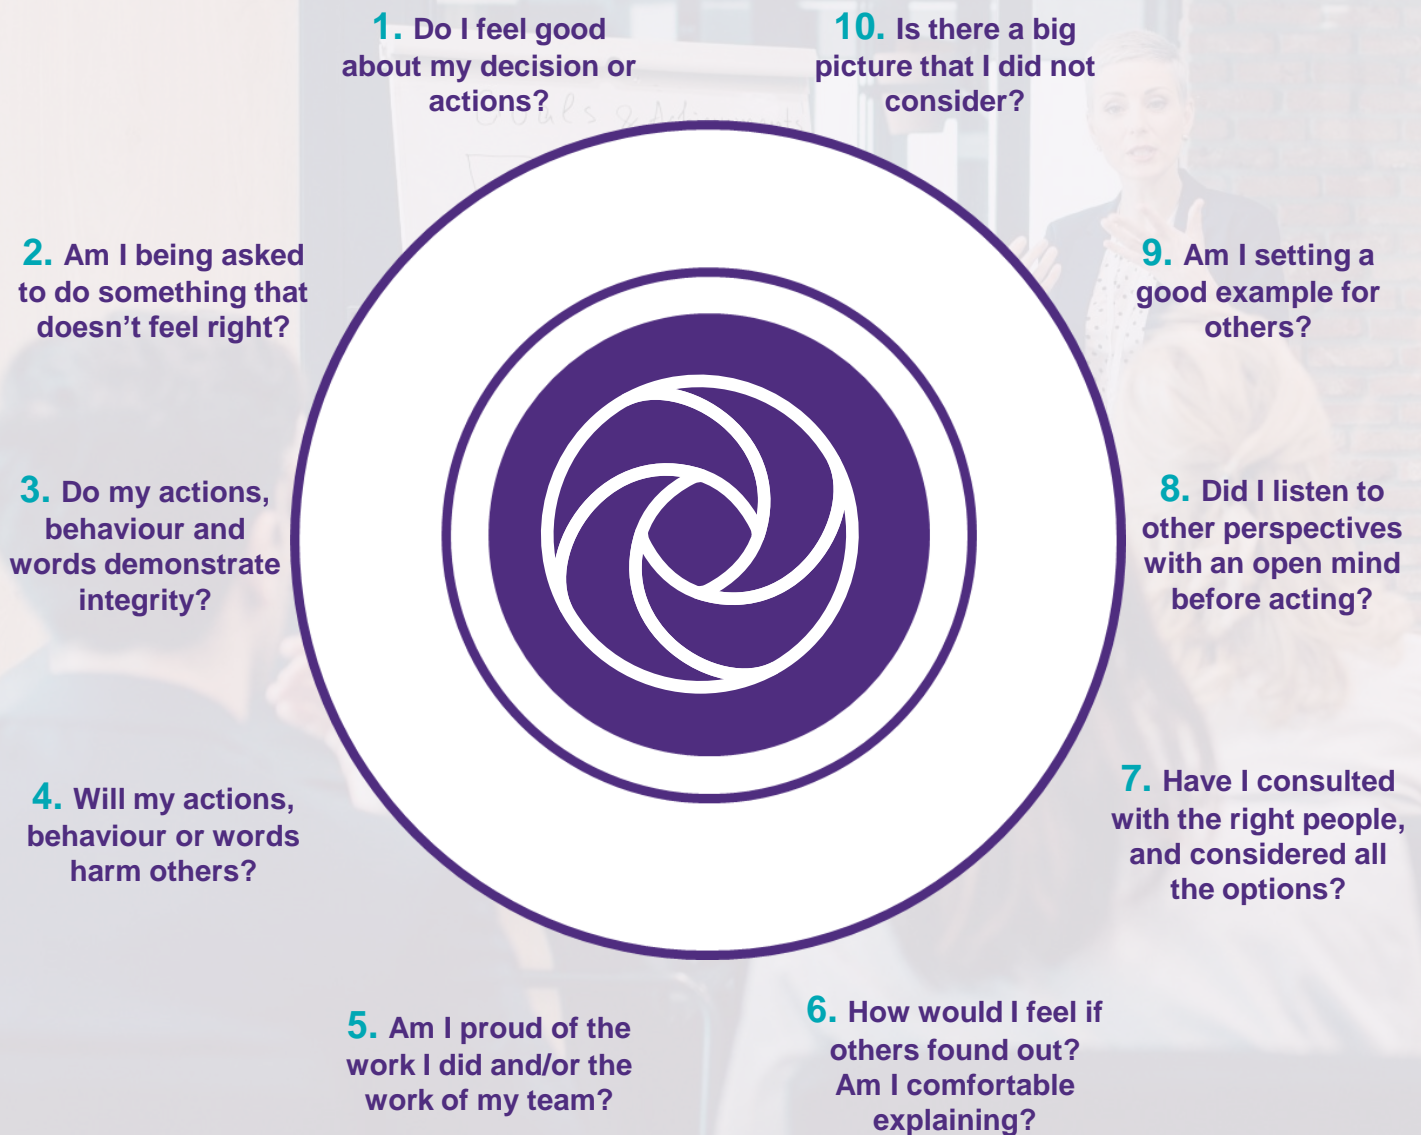 1. Do I feel good
about my decision or
actions?
2. Am I being asked
to do something that
doesn’t feel right?
3. Do my actions,
behaviour and
words demonstrate
integrity?
4. Will my actions,
behaviour or words
harm others?
5. Am I proud of the
work I did and/or the
work of my team?
6. How would I feel if
others found out?
Am I comfortable
explaining?
7. Have I consulted
with the right people,
and considered all
the options?
8. Did I listen to
other perspectives
with an open mind
before acting?
9. Am I setting a
good example for
others?
10. Is there a big
picture that I did not
consider?
Goals &